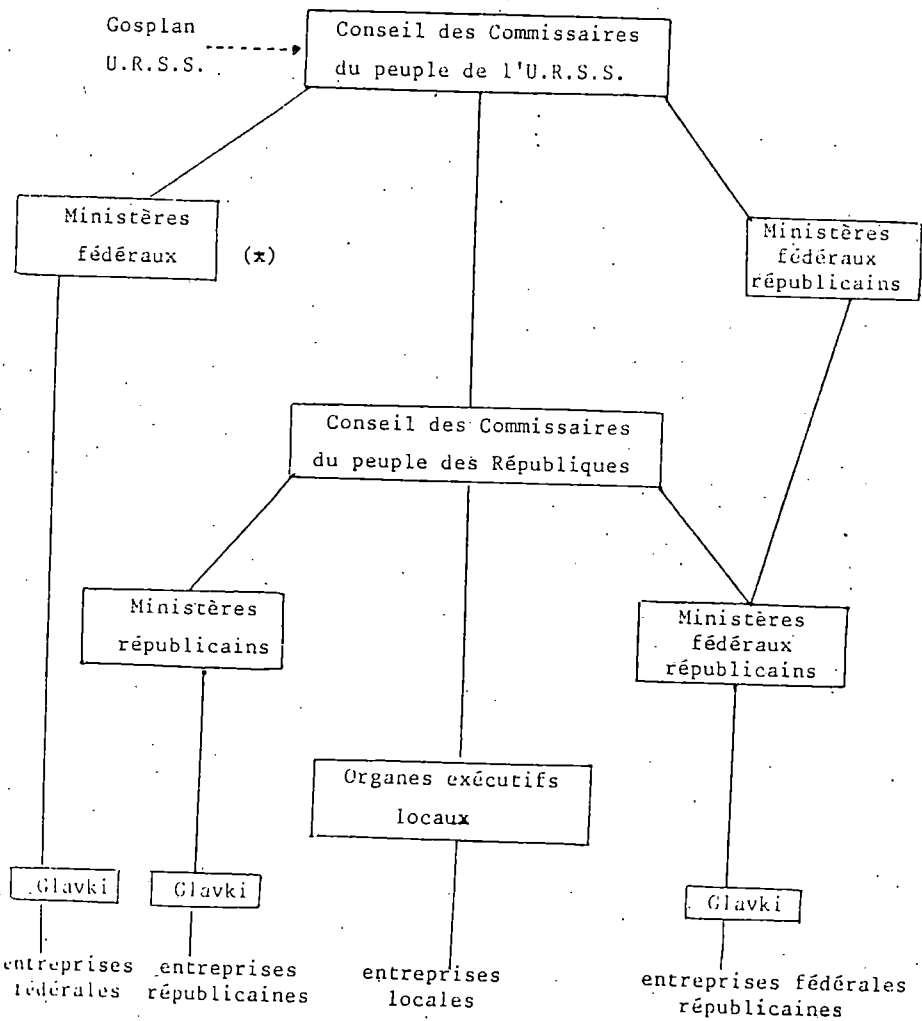 Gosplan
U.R.S.S.
Conseil des Commissaires
du peuple de l'U.R.S.S.
Ministères
fédéraux
(x)
Ministères
fédéraux
républicains
Conseil des Commissaires
du peuple des Républiques
Ministères
républicains
Ministères
fédéraux
républicains
Organes exécutifs
locaux
Glavki
Glavki
Glavki
entreprises
fédérales
entreprises
républicaines
entreprises
locales
entreprises fédérales
républicaines